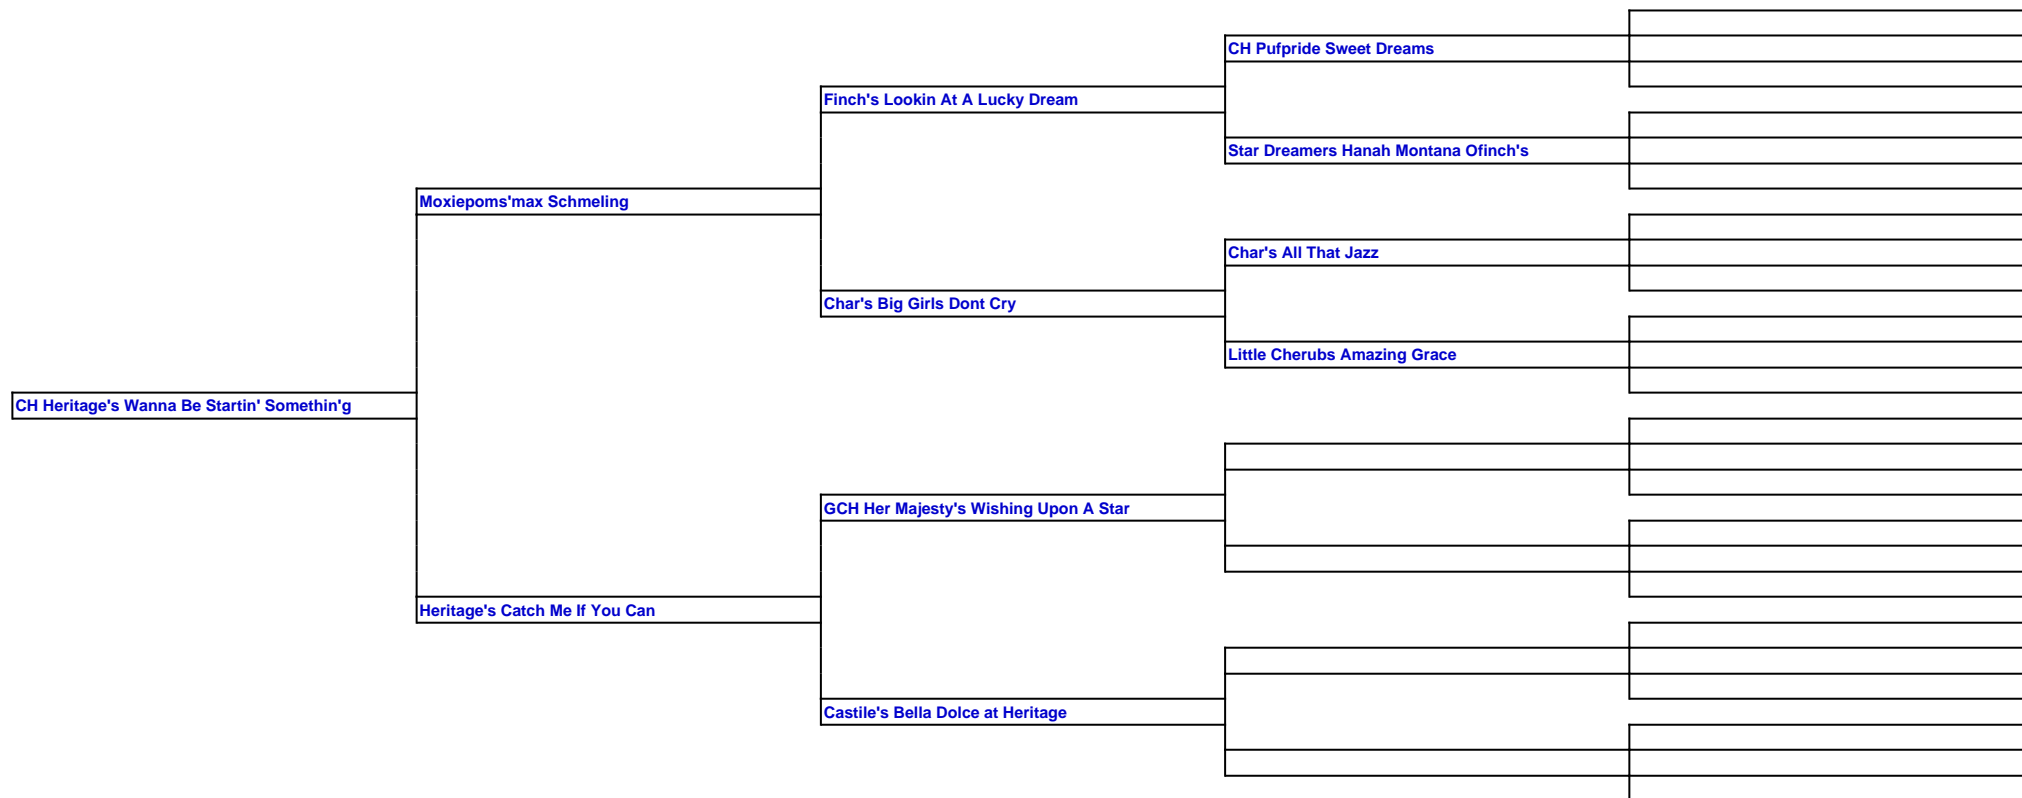 CH Pufpride Sweet Dreams
Finch's Lookin At A Lucky Dream
Star Dreamers Hanah Montana Ofinch's
Moxiepoms'max Schmeling
Char's All That Jazz
Char's Big Girls Dont Cry
Little Cherubs Amazing Grace
CH Heritage's Wanna Be Startin' Somethin'g
GCH Her Majesty's Wishing Upon A Star
Heritage's Catch Me If You Can
Castile's Bella Dolce at Heritage